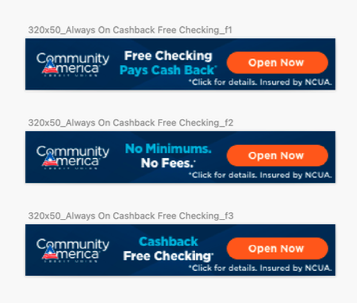 320x50_Always On Cashback Free Checking_f1
Community
America
CREDIT UNION
Free Checking
Pays Cash Back*
Open Now
*Click for details. Insured by NCUA.
320x50_Always On Cashback Free Checking_f2
Community
America
CREDIT UNION
No Minimums.
No Fees.*
Open Now
*Click for details. Insured by NCUA.
320x50_Always On Cashback Free Checking_f3
Community
America
CREDIT UNION
Cashback
Free Checking*
Open Now
*Click for details. Insured by NCUA.